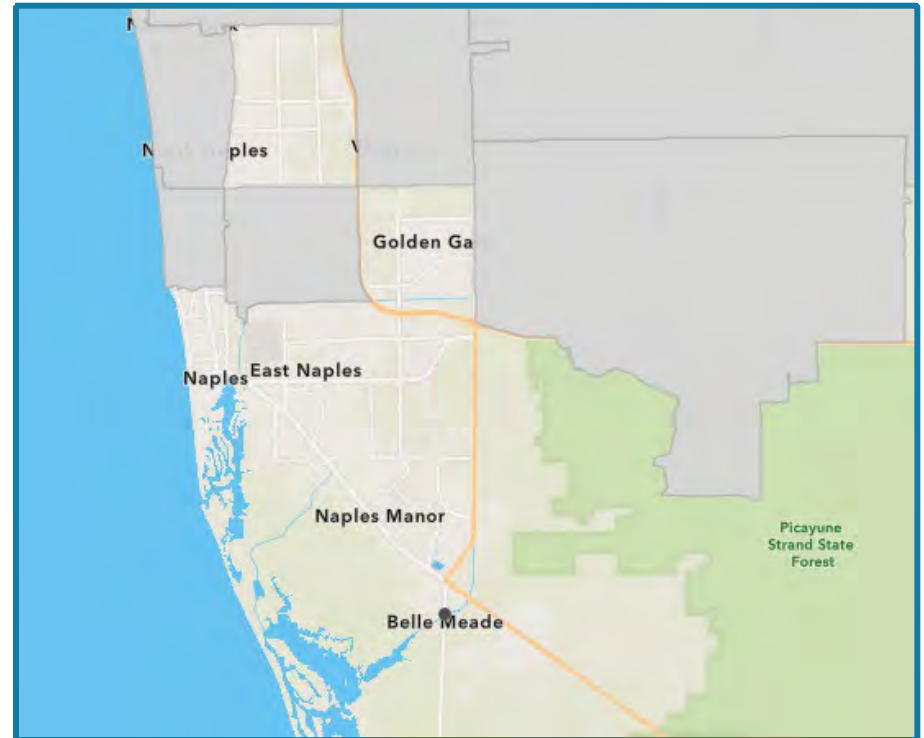 ples
Golden Ga
Naples
East Naples
Naples Manor
Belle Meade
Picayune
Strand State
Forest